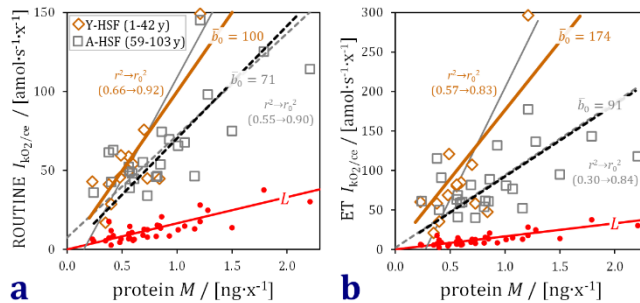 ROUTINE I kO2/ce / [amol·s-1·x-1]
150
100
50
0
Y-HSF (1-42 y)
A-HSF (59-103 y)
b̄0 = 100
r2→r02
(0.66→0.92)
b̄0 = 71
r2→r02
(0.55→0.90)
L
0.0 0.5 1.0 1.5 2.0
protein M / [ng·x-1]
a
ET I kO2/ce / [amol·s-1·x-1]
300
250
200
150
100
50
0
b̄0 = 174
r2→r02
(0.57→0.83)
b̄0 = 91
r2→r02
(0.30→0.84)
L
0.0 0.5 1.0 1.5 2.0
protein M / [ng·x-1]
b